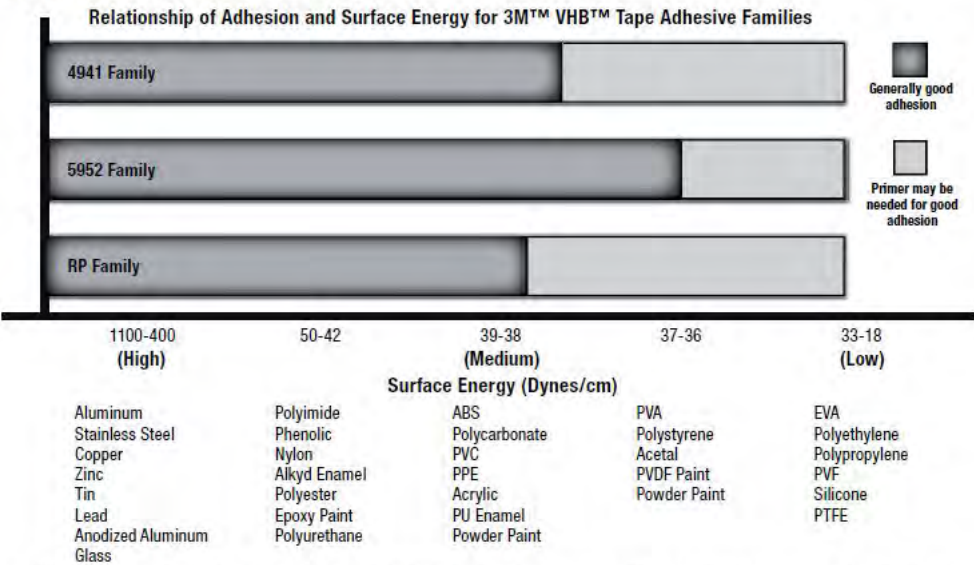 Relationship of Adhesion and Surface Energy for 3M™ VHB™ Tape Adhesive Families
4941 Family
Generally good
adhesion
5952 Family
Primer may be
needed for good
adhesion
RP Family
1100-400 50-42 39-38 37-36 33-18
(High) (Medium) (Low)
Surface Energy (Dynes/cm)
Aluminum Polyimide ABS PVA EVA
Stainless Steel Phenolic Polycarbonate Polystyrene Polyethylene
Copper Nylon PVC Acetal Polypropylene
Zinc Alkyd Enamel PPE PVDF Paint PVF
Tin Polyester Acrylic Powder Paint Silicone
Lead Epoxy Paint PU Enamel PTFE
Anodized Aluminum Polyurethane Powder Paint
Glass